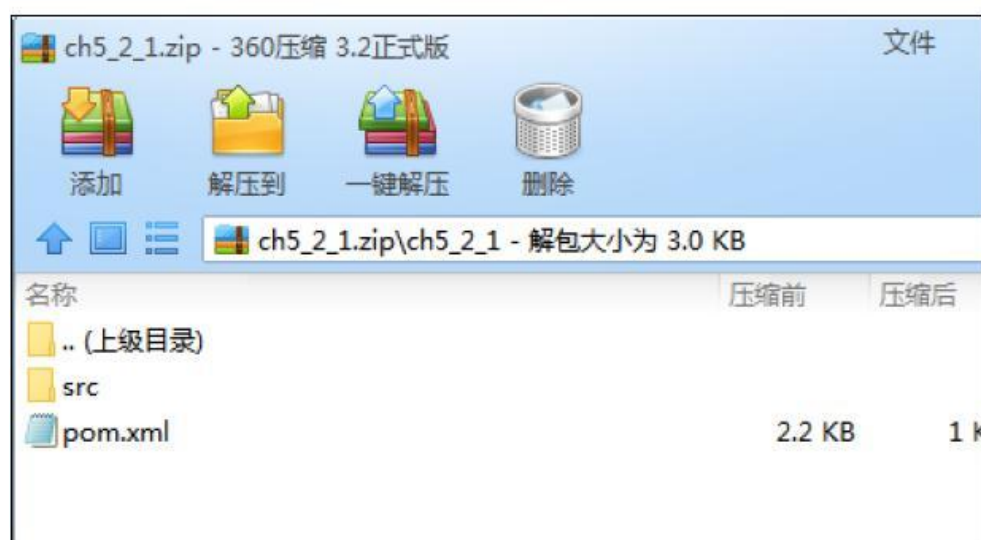 ch5_2_1.zip - 360压缩 3.2正式版 文件
添加 解压到 一键解压 删除
ch5_2_1.zip\ch5_2_1 - 解包大小为 3.0 KB
名称 压缩前 压缩后
.. (上级目录)
src
pom.xml 2.2 KB 1